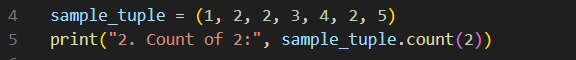 4 sample_tuple = (1, 2, 2, 3, 4, 2, 5)
5 print("2. Count of 2:", sample_tuple.count(2))